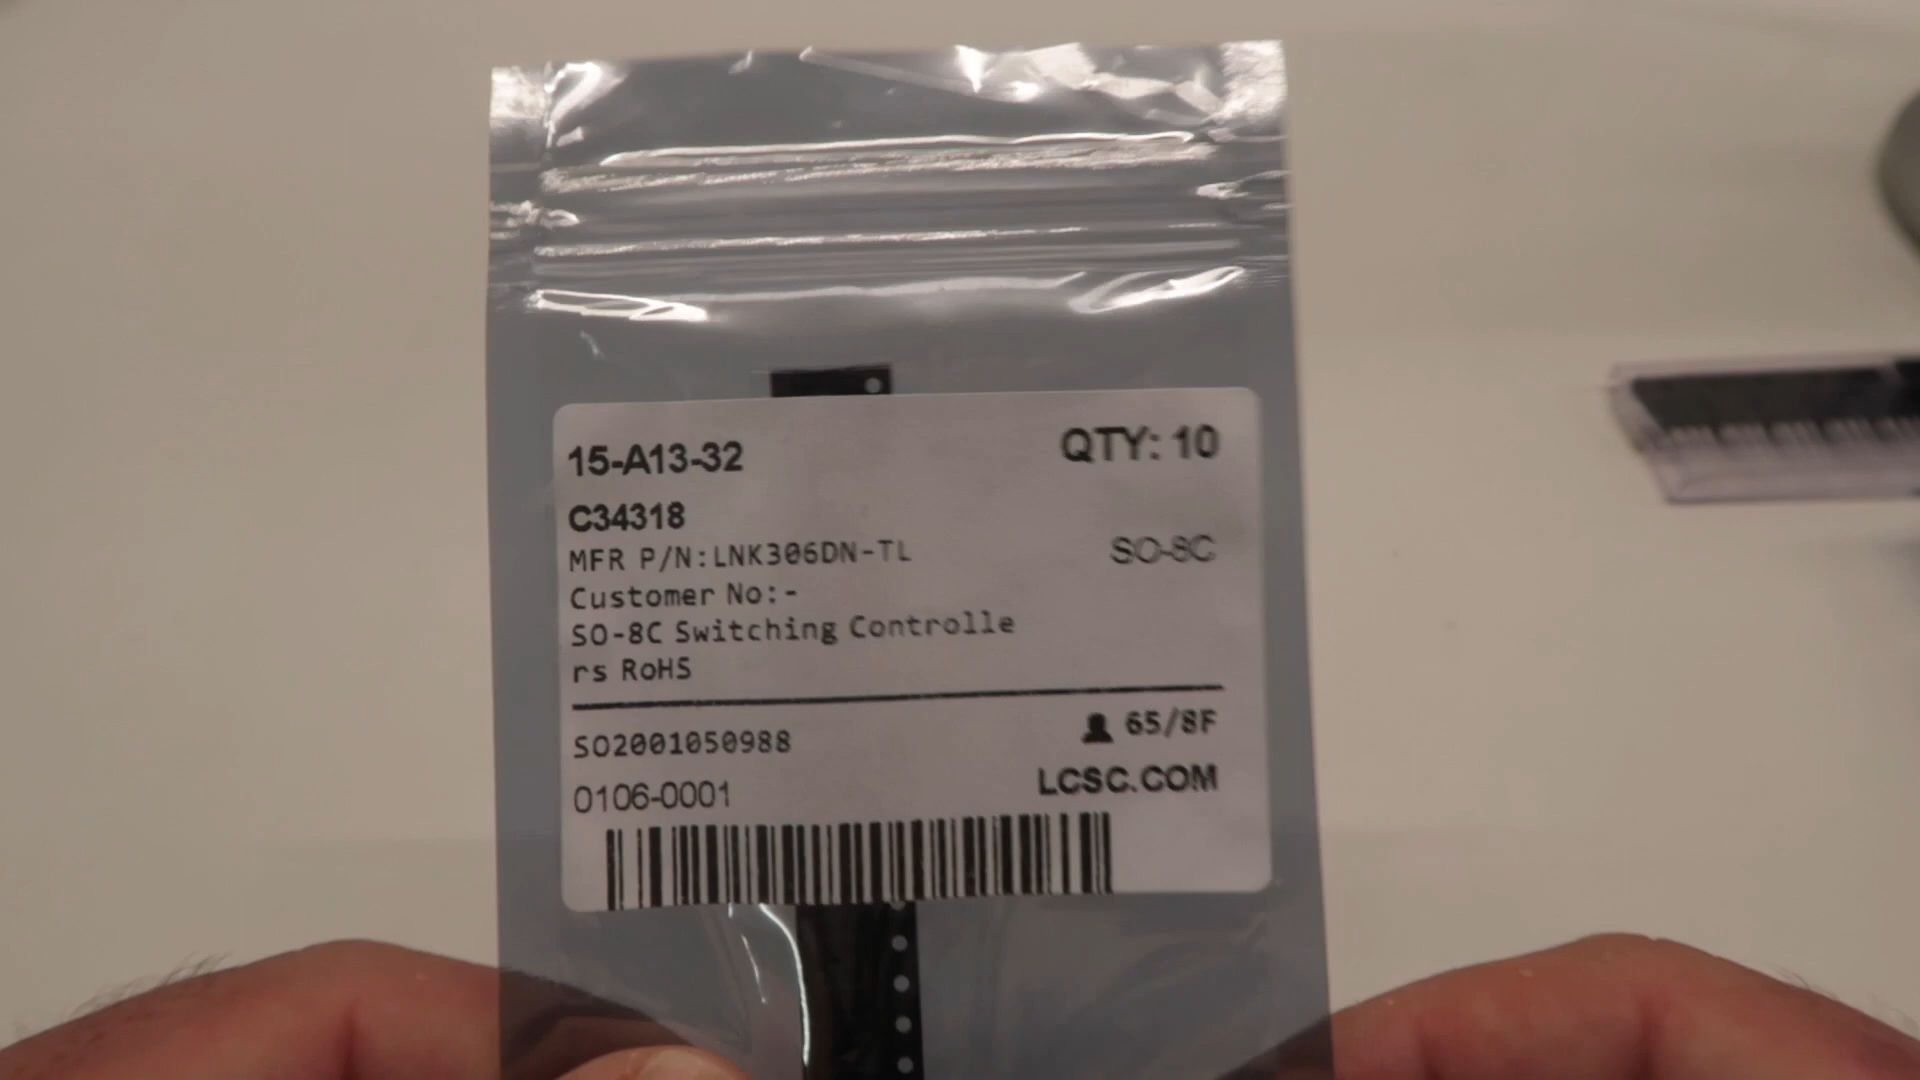 15-A13-32
QTY: 10
C34318
MFR P/N:LNK306DN-TL
SO-8C
Customer No:-
SO-8C Switching Controlle
rs RoHS
SO2001050988
65/8F
0106-0001
LCSC.COM